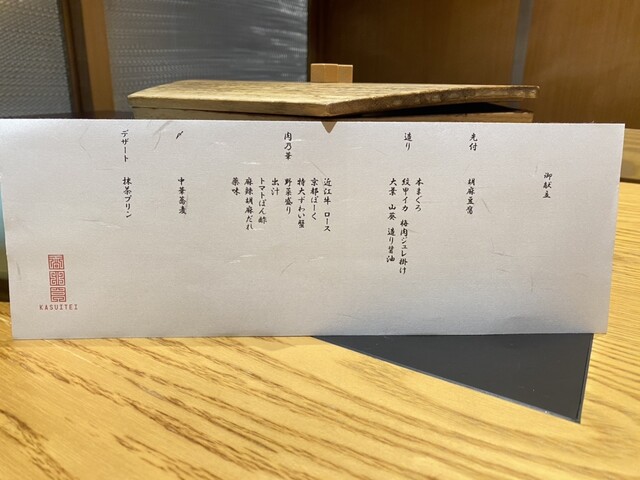 御献立
先付
胡麻豆腐
造り
本まぐろ
紋甲イカ 梅肉ジュレ掛け
大葉 山葵 造り醤油
肉乃華
近江牛 ロース
京都ぽーく
特大ずわい蟹
野菜盛り
出汁
トマトぽん酢
麻辣胡麻だれ
薬味
〆
中華蕎麦
デザート
抹茶プリン
KASUITEI